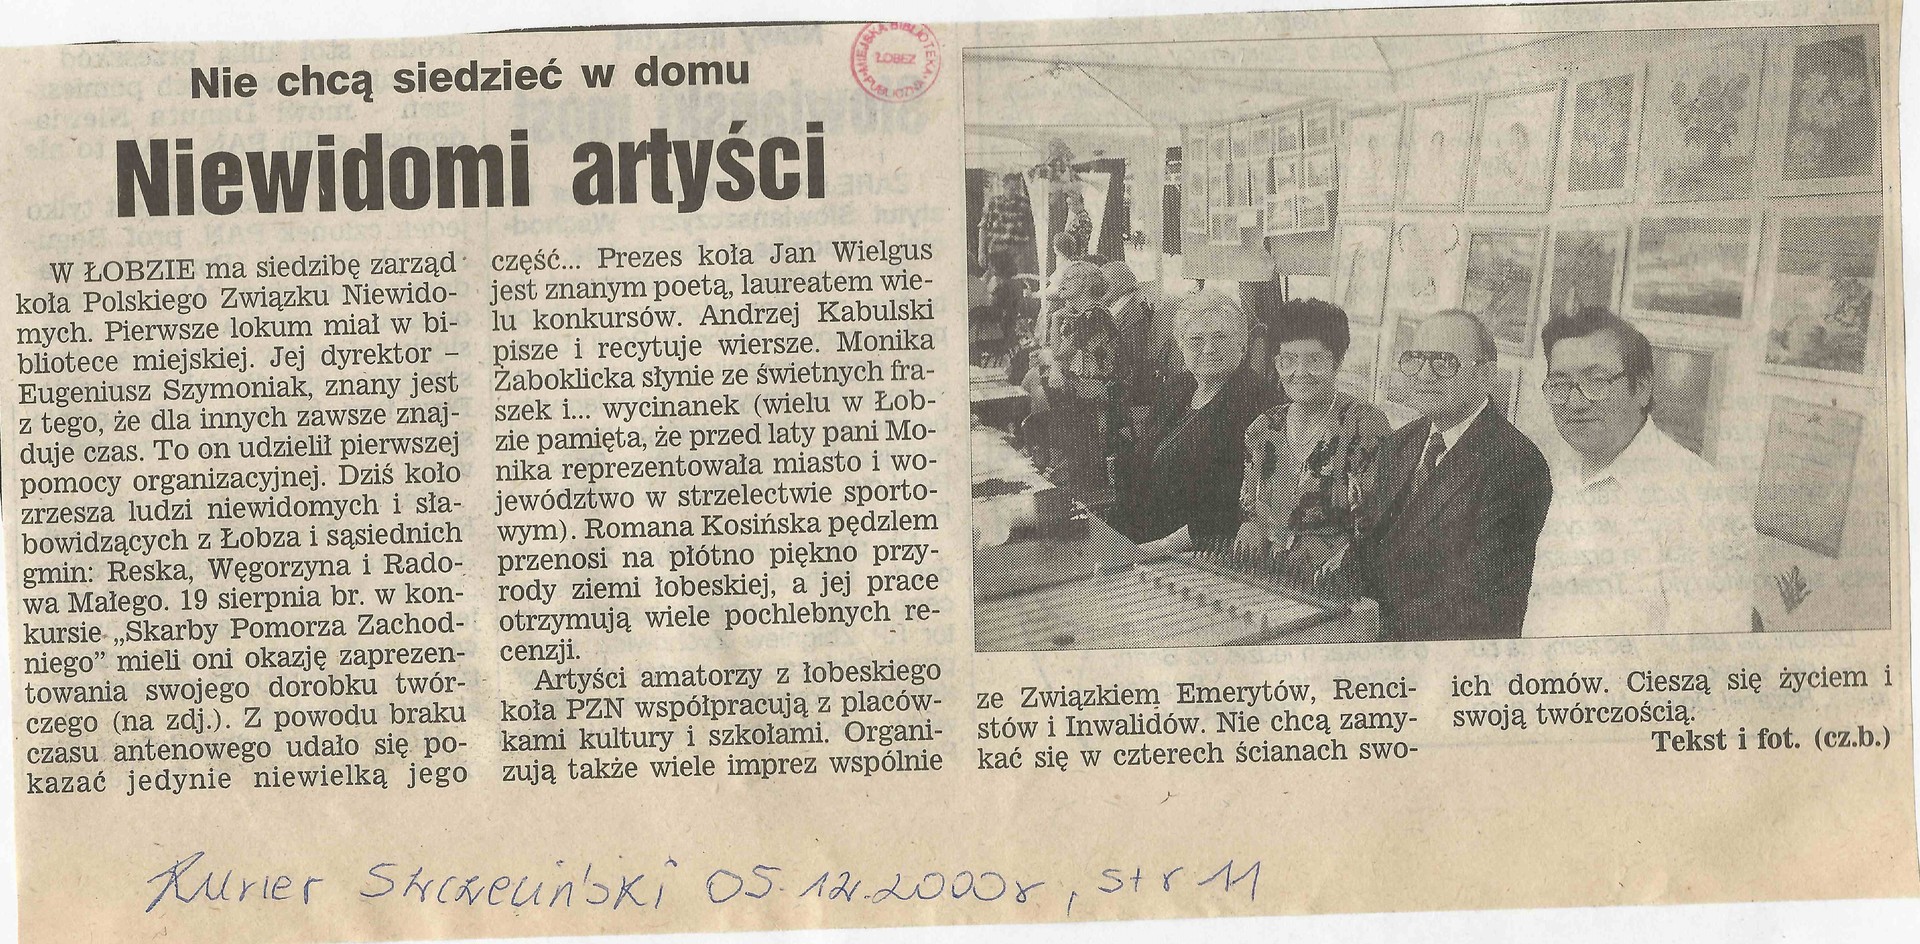 Nie chcą siedzieć w domu
Niewidomi artyści
MIEJSKA BIBLIOTEKA
PUBLICZNA
ŁOBEZ
W ŁOBZIE ma siedzibę zarząd
koła Polskiego Związku Niewido-
mych. Pierwsze lokum miał w bi-
bliotece miejskiej. Jej dyrektor –
Eugeniusz Szymoniak, znany jest
z tego, że dla innych zawsze znaj-
duje czas. To on udzielił pierwszej
pomocy organizacyjnej. Dziś koło
zrzesza ludzi niewidomych i sła-
bowidzących z Łobza i sąsiednich
gmin: Reska, Węgorzyna i Rado-
wa Małego. 19 sierpnia br. w kon-
kursie „Skarby Pomorza Zachod-
niego” mieli oni okazję zaprezen-
towania swojego dorobku twór-
czego (na zdj.). Z powodu braku
czasu antenowego udało się po-
kazać jedynie niewielką jego
część... Prezes koła Jan Wielgus
jest znanym poetą, laureatem wie-
lu konkursów. Andrzej Kabulski
pisze i recytuje wiersze. Monika
Żaboklicka słynie ze świetnych fra-
szek i... wycinanek (wielu w Łob-
zie pamięta, że przed laty pani Mo-
nika reprezentowała miasto i wo-
jewództwo w strzelectwie sporto-
wym). Romana Kosińska pędzlem
przenosi na płótno piękno przy-
rody ziemi łobeskiej, a jej prace
otrzymują wiele pochlebnych re-
cenzji.
Artyści amatorzy z łobeskiego
koła PZN współpracują z placów-
kami kultury i szkołami. Organi-
zują także wiele imprez wspólnie
ze Związkiem Emerytów, Renci-
stów i Inwalidów. Nie chcą zamy-
kać się w czterech ścianach swo-
ich domów. Cieszą się życiem i
swoją twórczością.
Tekst i fot. (cz.b.)
Kurier Szczeciński 05.12.2000r, str 11